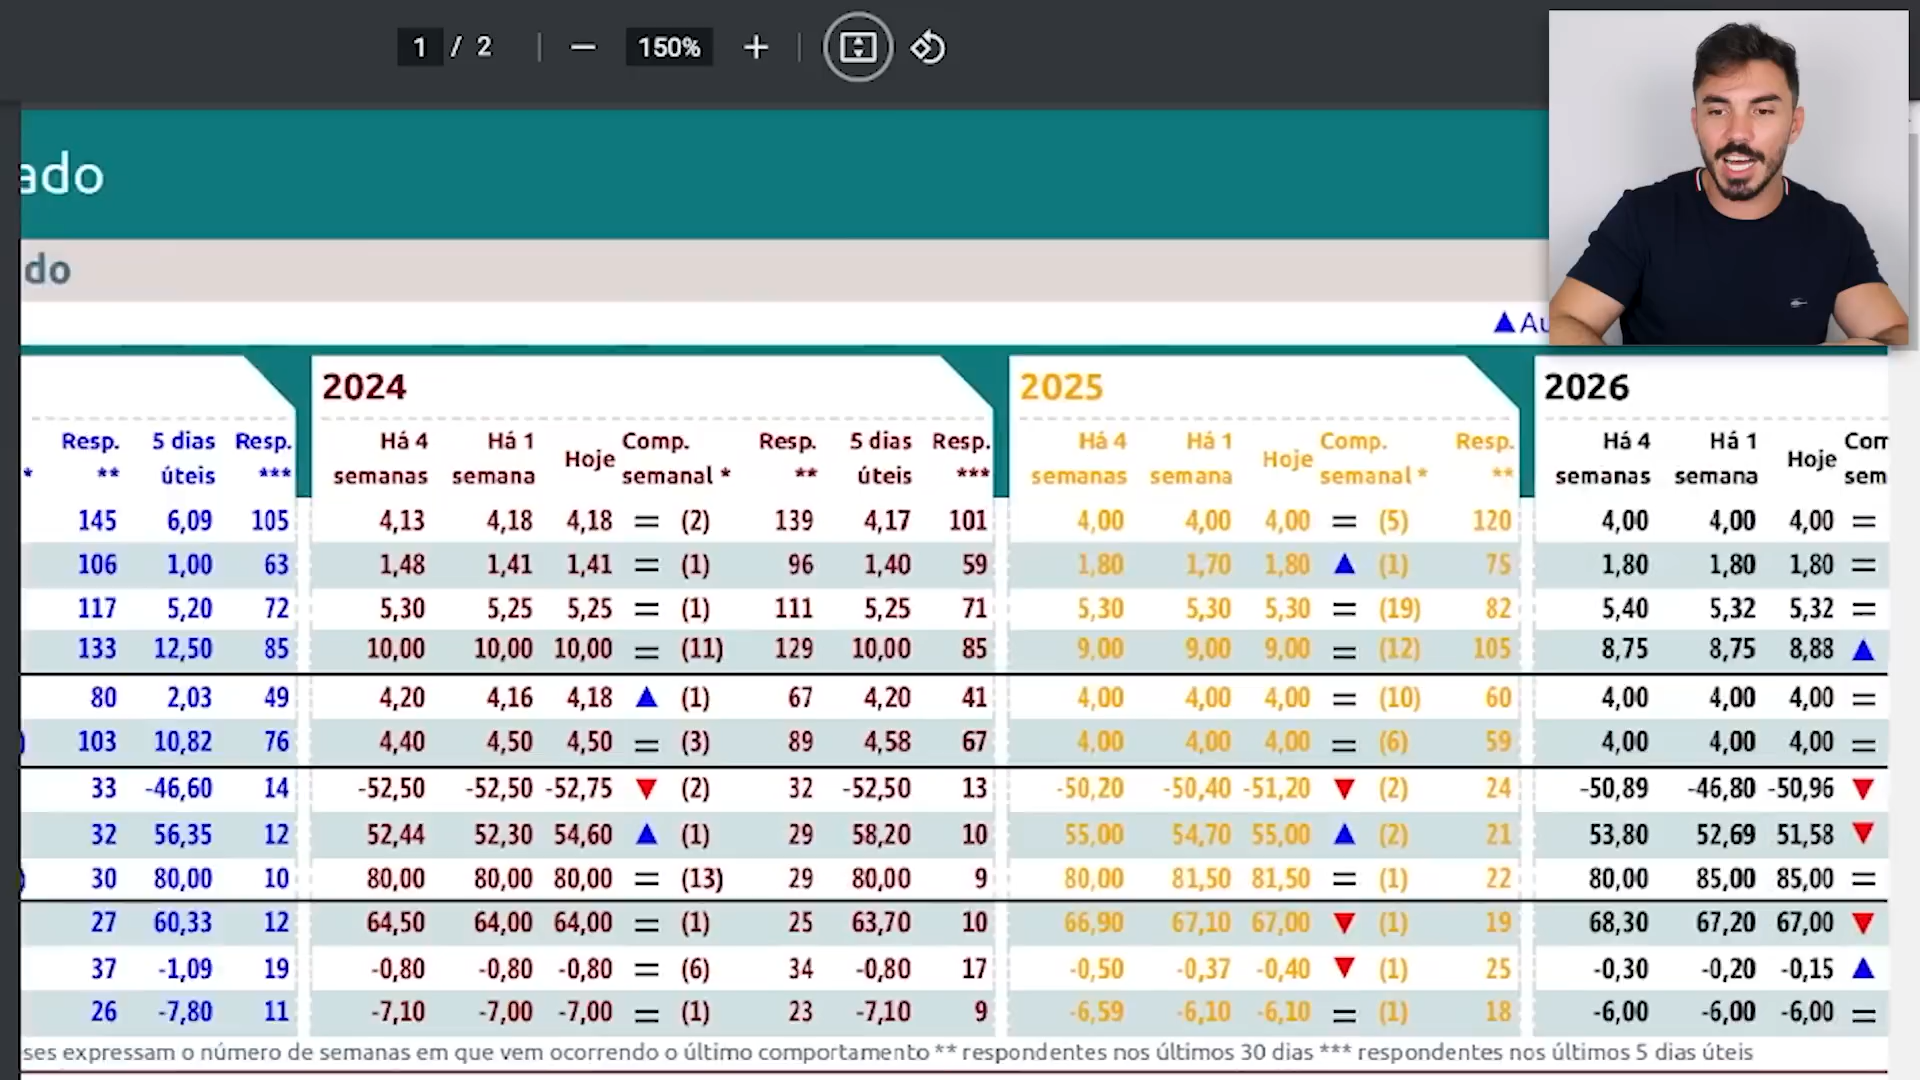 1 / 2 150%
ado
do
▲Au
2024 2025 2026
Resp. 5 dias Resp. Há 4 Há 1 Hoje Comp. Resp. 5 dias Resp. Há 4 Há 1 Hoje Comp. Resp. Há 4 Há 1 Hoje Com
* ** úteis *** semanas semana semanal * ** úteis *** semanas semana semanal * ** semanas semana sem
145 6,09 105 4,13 4,18 4,18 = (2) 139 4,17 101 4,00 4,00 4,00 = (5) 120 4,00 4,00 4,00 =
106 1,00 63 1,48 1,41 1,41 = (1) 96 1,40 59 1,80 1,70 1,80 ▲ (1) 75 1,80 1,80 1,80 =
117 5,20 72 5,30 5,25 5,25 = (1) 111 5,25 71 5,30 5,30 5,30 = (19) 82 5,40 5,32 5,32 =
133 12,50 85 10,00 10,00 10,00 = (11) 129 10,00 85 9,00 9,00 9,00 = (12) 105 8,75 8,75 8,88 ▲
80 2,03 49 4,20 4,16 4,18 ▲ (1) 67 4,20 41 4,00 4,00 4,00 = (10) 60 4,00 4,00 4,00 =
) 103 10,82 76 4,40 4,50 4,50 = (3) 89 4,58 67 4,00 4,00 4,00 = (6) 59 4,00 4,00 4,00 =
33 -46,60 14 -52,50 -52,50 -52,75 ▼ (2) 32 -52,50 13 -50,20 -50,40 -51,20 ▼ (2) 24 -50,89 -46,80 -50,96 ▼
32 56,35 12 52,44 52,30 54,60 ▲ (1) 29 58,20 10 55,00 54,70 55,00 ▲ (2) 21 53,80 52,69 51,58 ▼
) 30 80,00 10 80,00 80,00 80,00 = (13) 29 80,00 9 80,00 81,50 81,50 = (1) 22 80,00 85,00 85,00 =
27 60,33 12 64,50 64,00 64,00 = (1) 25 63,70 10 66,90 67,10 67,00 ▼ (1) 19 68,30 67,20 67,00 ▼
37 -1,09 19 -0,80 -0,80 -0,80 = (6) 34 -0,80 17 -0,50 -0,37 -0,40 ▼ (1) 25 -0,30 -0,20 -0,15 ▲
26 -7,80 11 -7,10 -7,00 -7,00 = (1) 23 -7,10 9 -6,59 -6,10 -6,10 = (1) 18 -6,00 -6,00 -6,00 =
ses expressam o número de semanas em que vem ocorrendo o último comportamento ** respondentes nos últimos 30 dias *** respondentes nos últimos 5 dias úteis